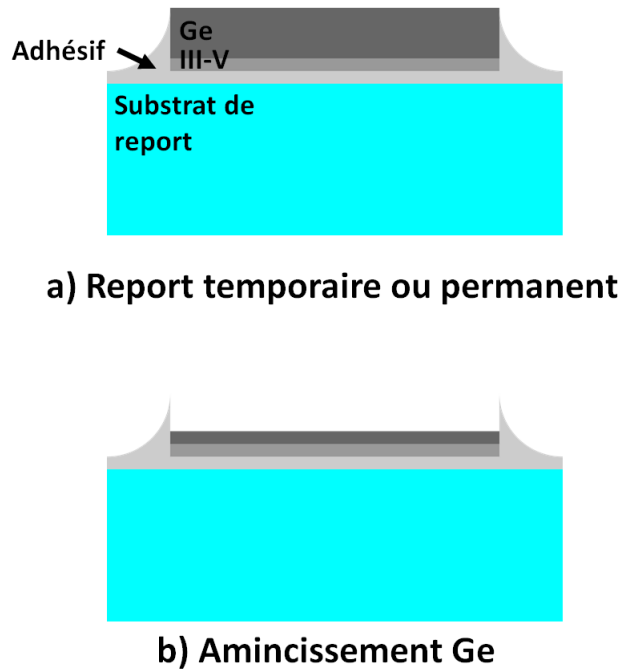 Ge
Adhésif
III-V
Substrat de
report
a) Report temporaire ou permanent
b) Amincissement Ge